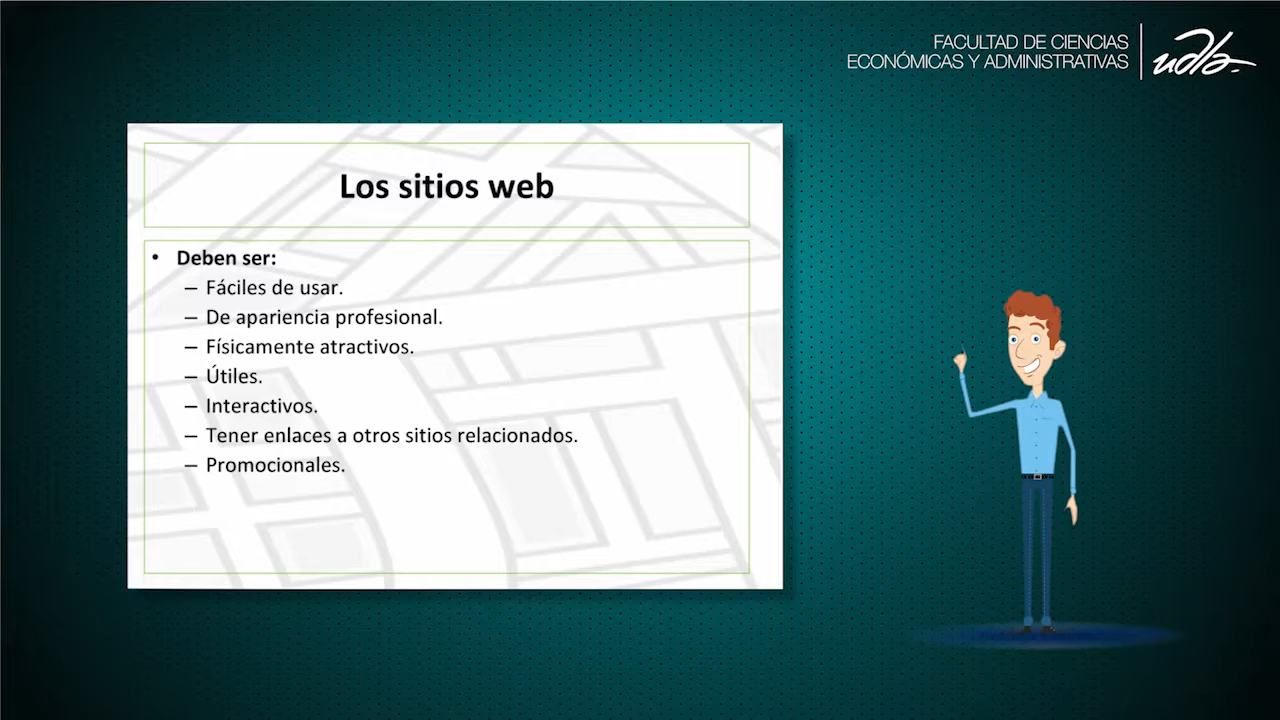 FACULTAD DE CIENCIAS
ECONÓMICAS Y ADMINISTRATIVAS
udla-
Los sitios web
• Deben ser:
– Fáciles de usar.
– De apariencia profesional.
– Físicamente atractivos.
– Útiles.
– Interactivos.
– Tener enlaces a otros sitios relacionados.
– Promocionales.